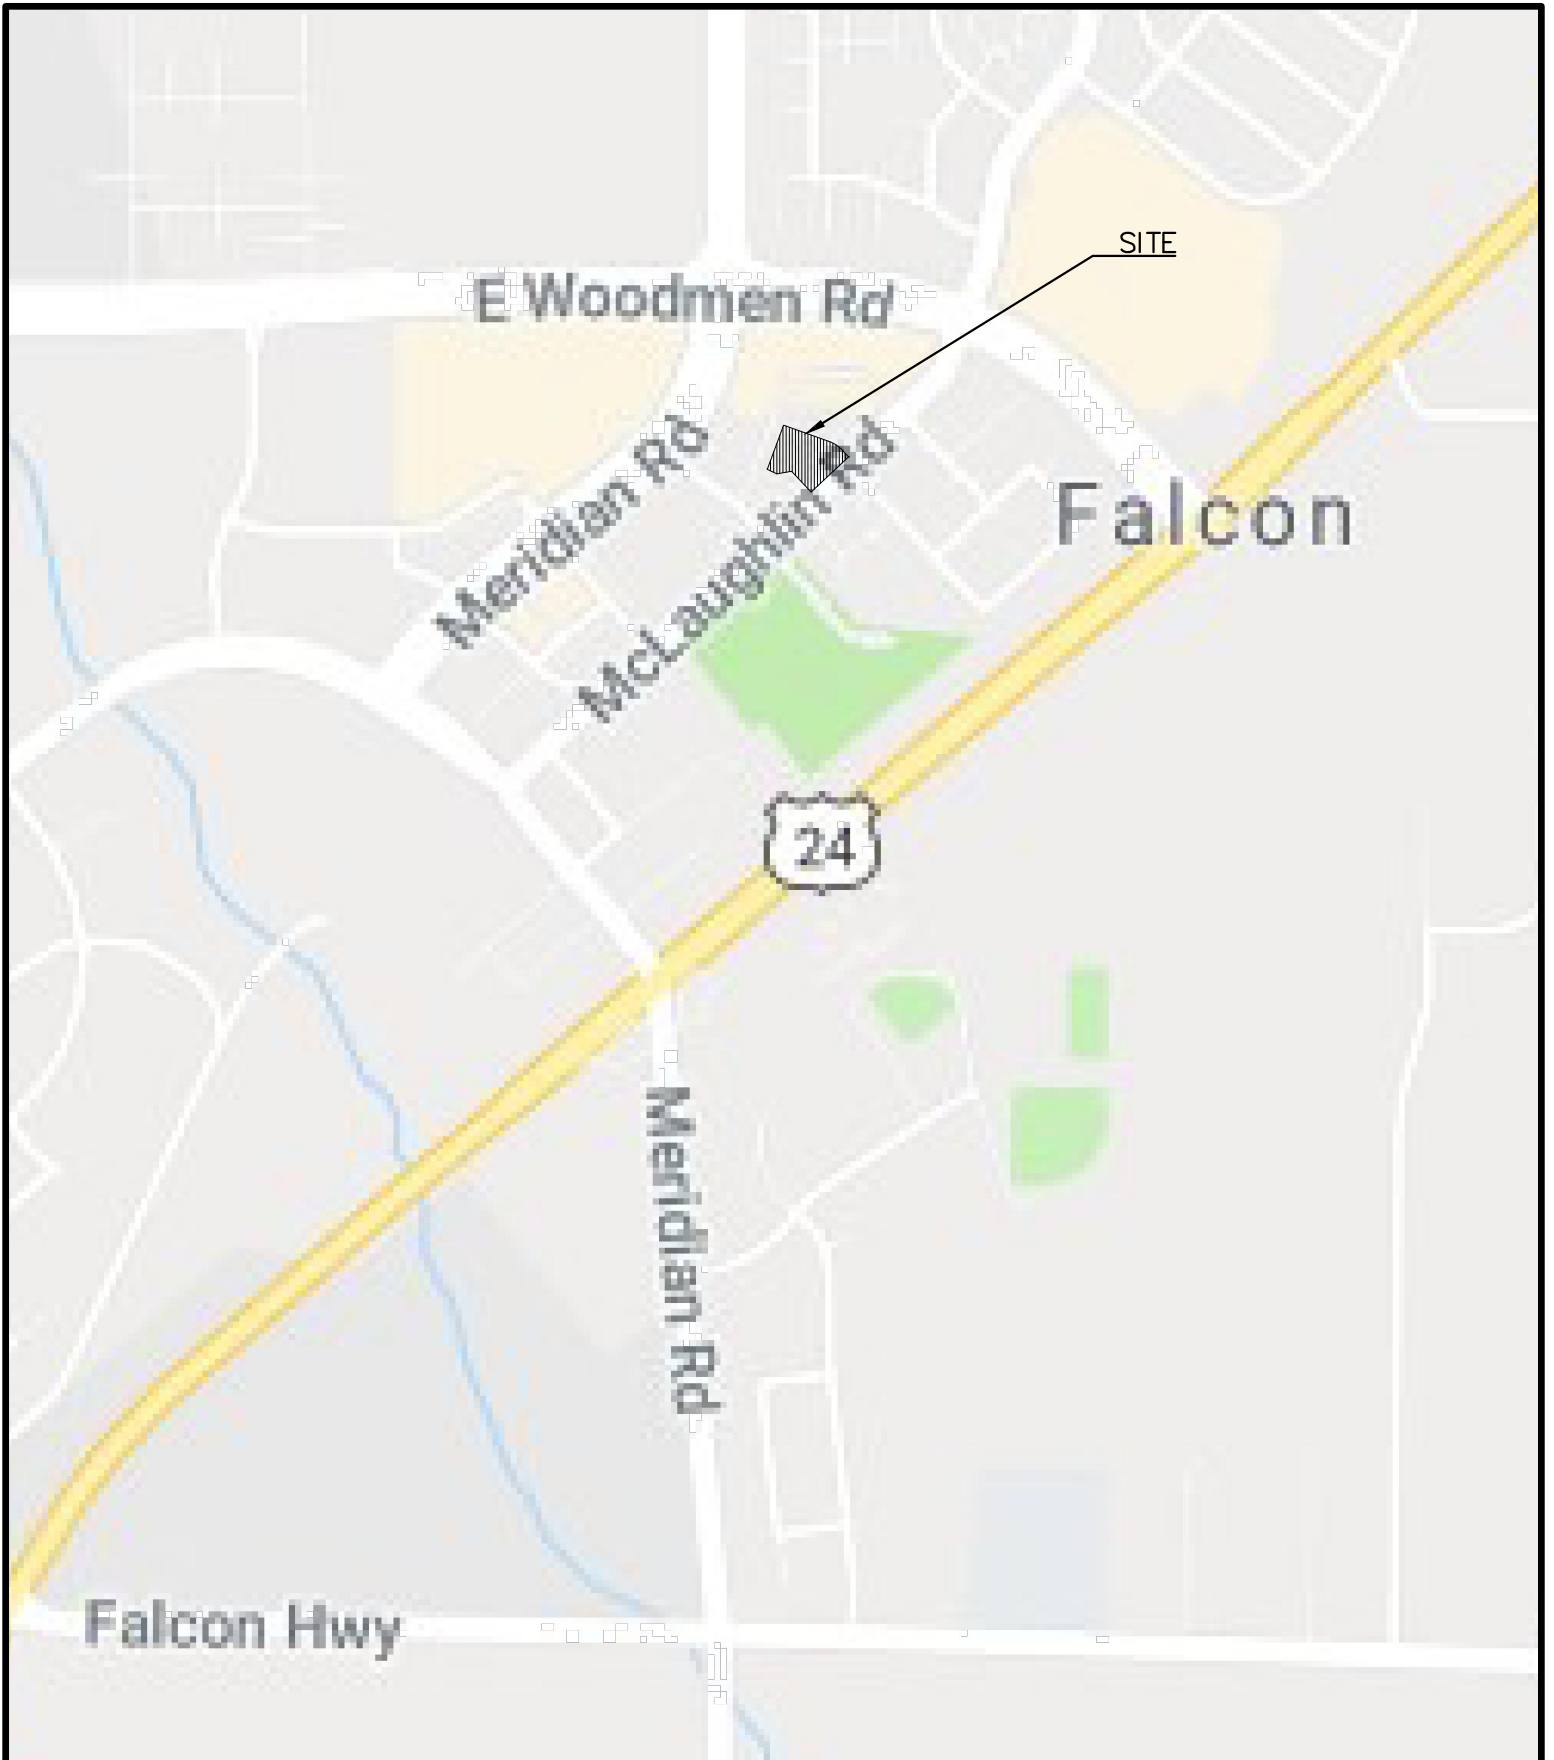 SITE
E Woodmen Rd
Meridian Rd
McLaughlin Rd
Falcon
24
Meridian Rd
Falcon Hwy